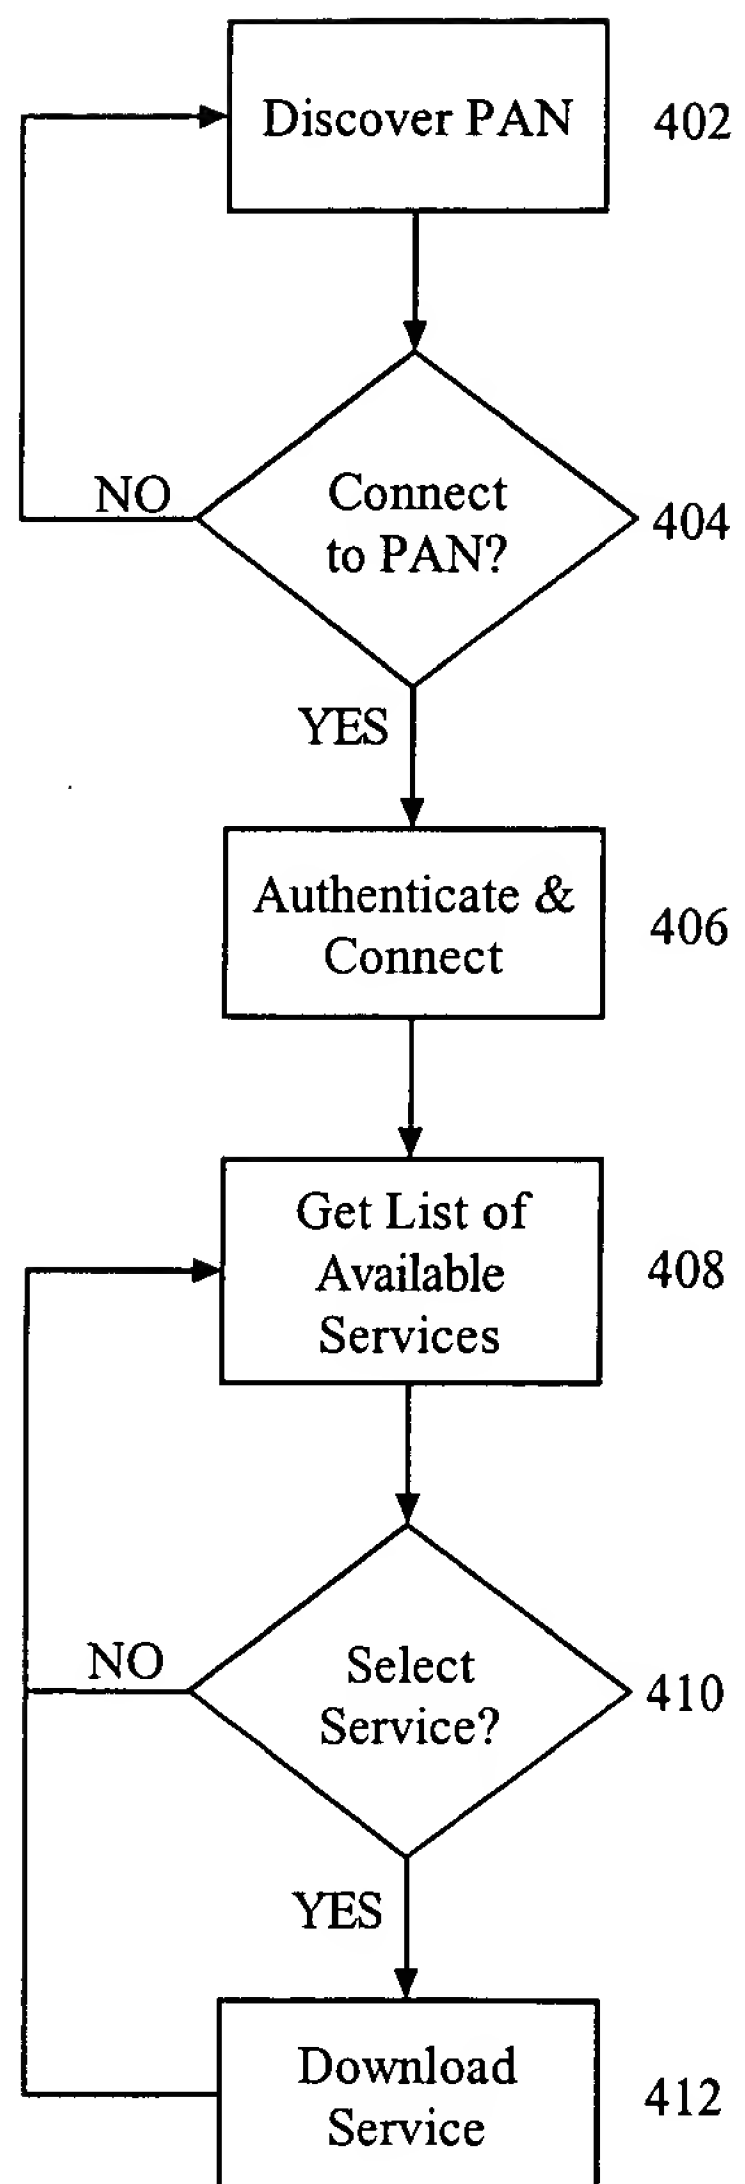 Discover PAN
402
Connect
to PAN?
404
NO
YES
Authenticate &
Connect
406
Get List of
Available
Services
408
Select
Service?
410
NO
YES
Download
Service
412